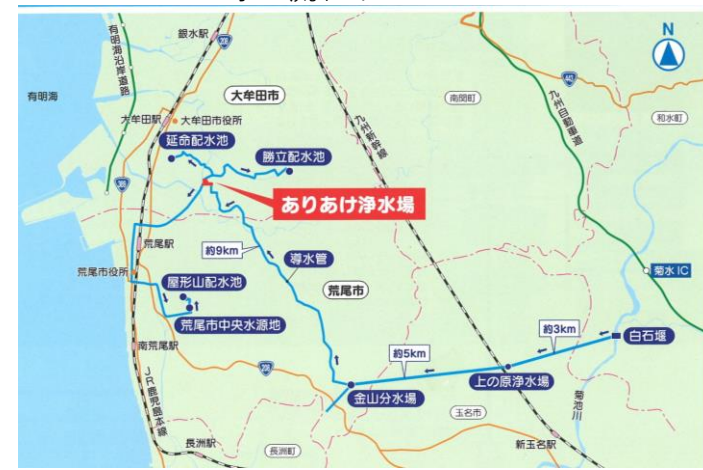 N
銀水駅
208
有明海沿岸道路
443
有明海
大牟田市
南関町
九州自動車道
和水町
大牟田駅
大牟田市役所
九州新幹線
延命配水池
勝立配水池
389
ありあけ浄水場
荒尾駅
約9km
導水管
荒尾市役所
屋形山配水池
荒尾市
菊水IC
荒尾市中央水源地
約3km
白石堰
南荒尾駅
約5km
208
上の原浄水場
金山分水場
菊池川
JR鹿児島本線
玉名市
長洲駅
長洲町
新玉名駅